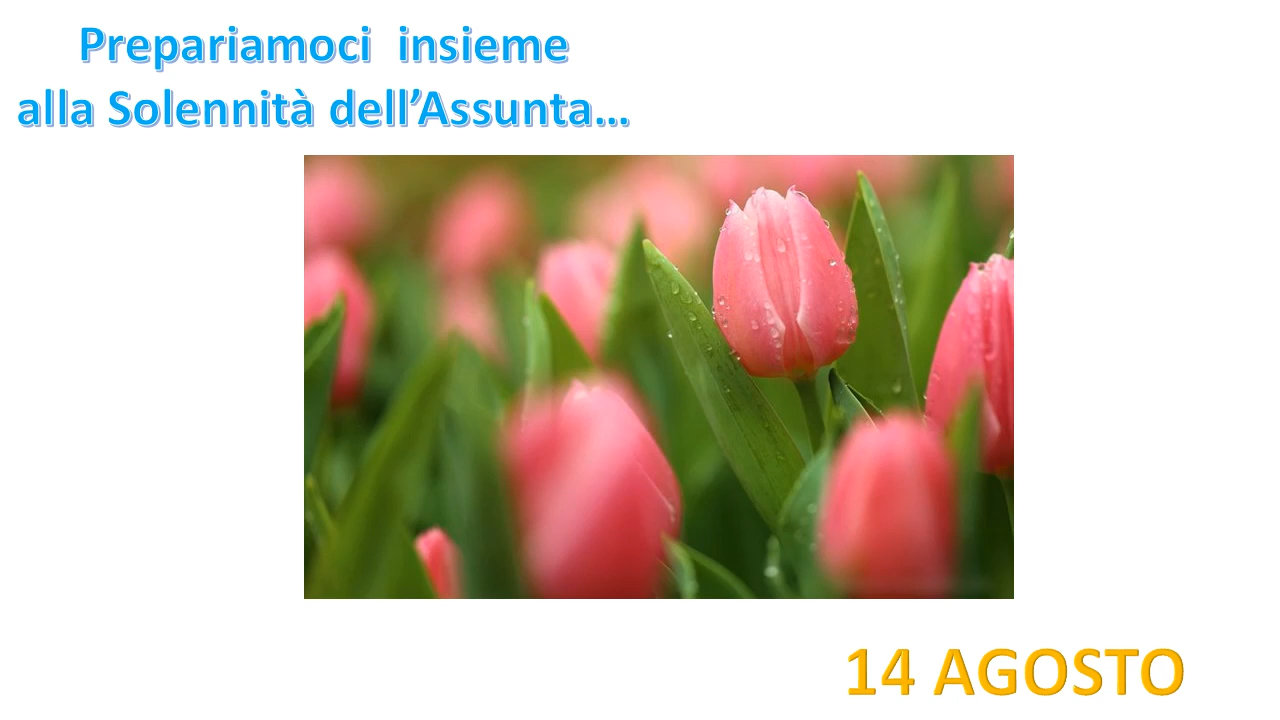 Prepariamoci insieme
alla Solennità dell’Assunta…
14 AGOSTO